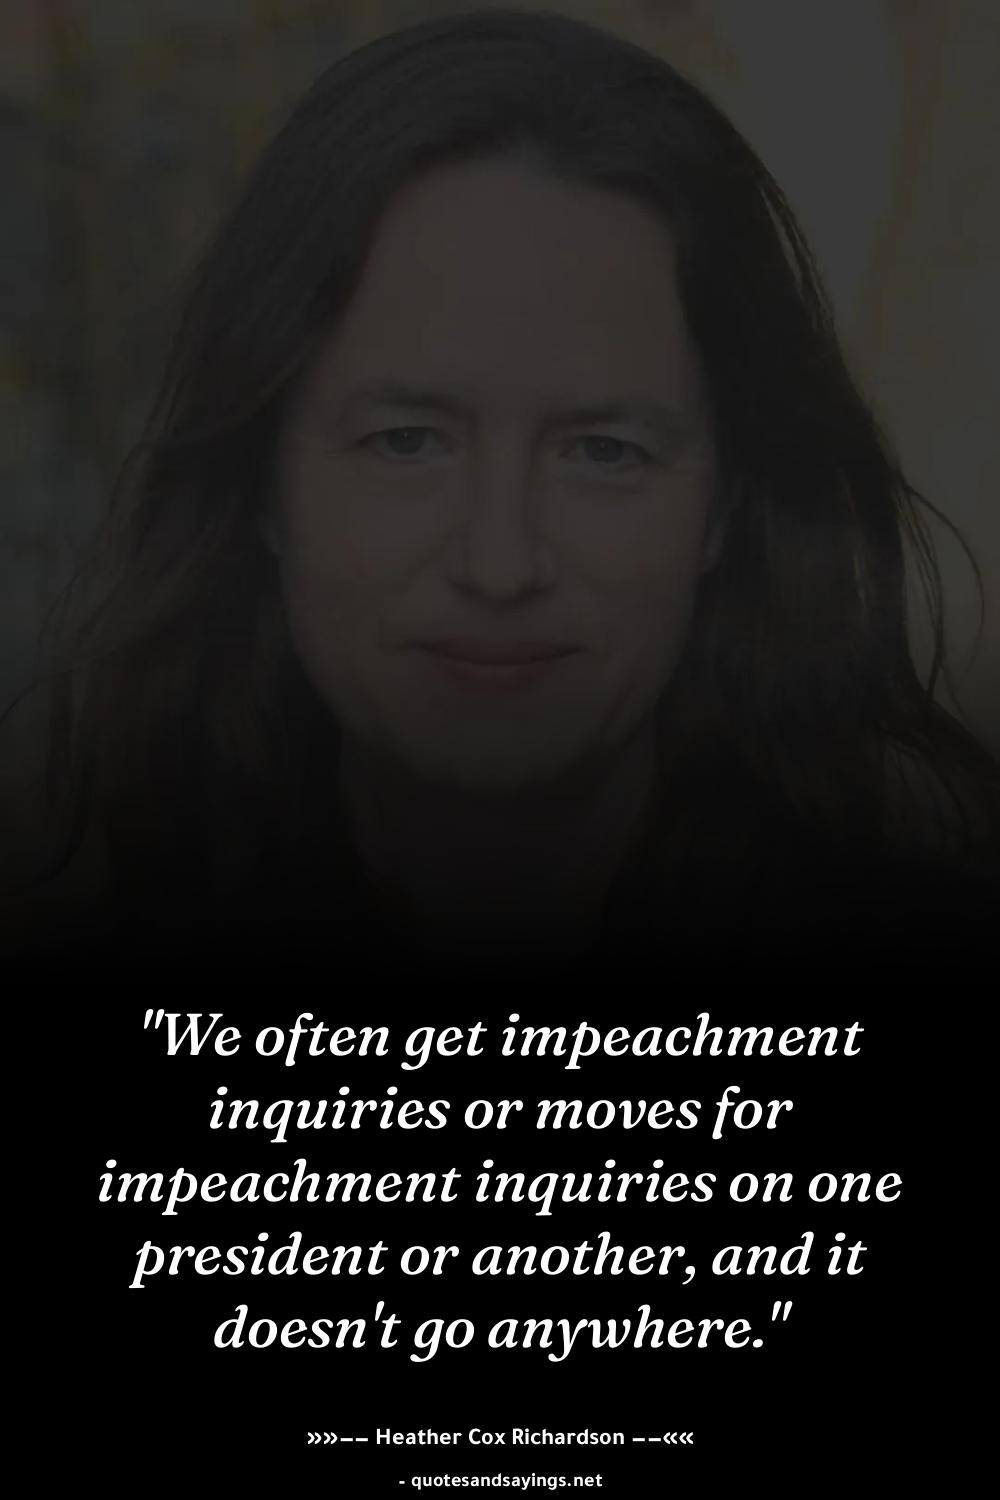 "We often get impeachment
inquiries or moves for
impeachment inquiries on one
president or another, and it
doesn't go anywhere."
»»−− Heather Cox Richardson −−««
- quotesandsayings.net